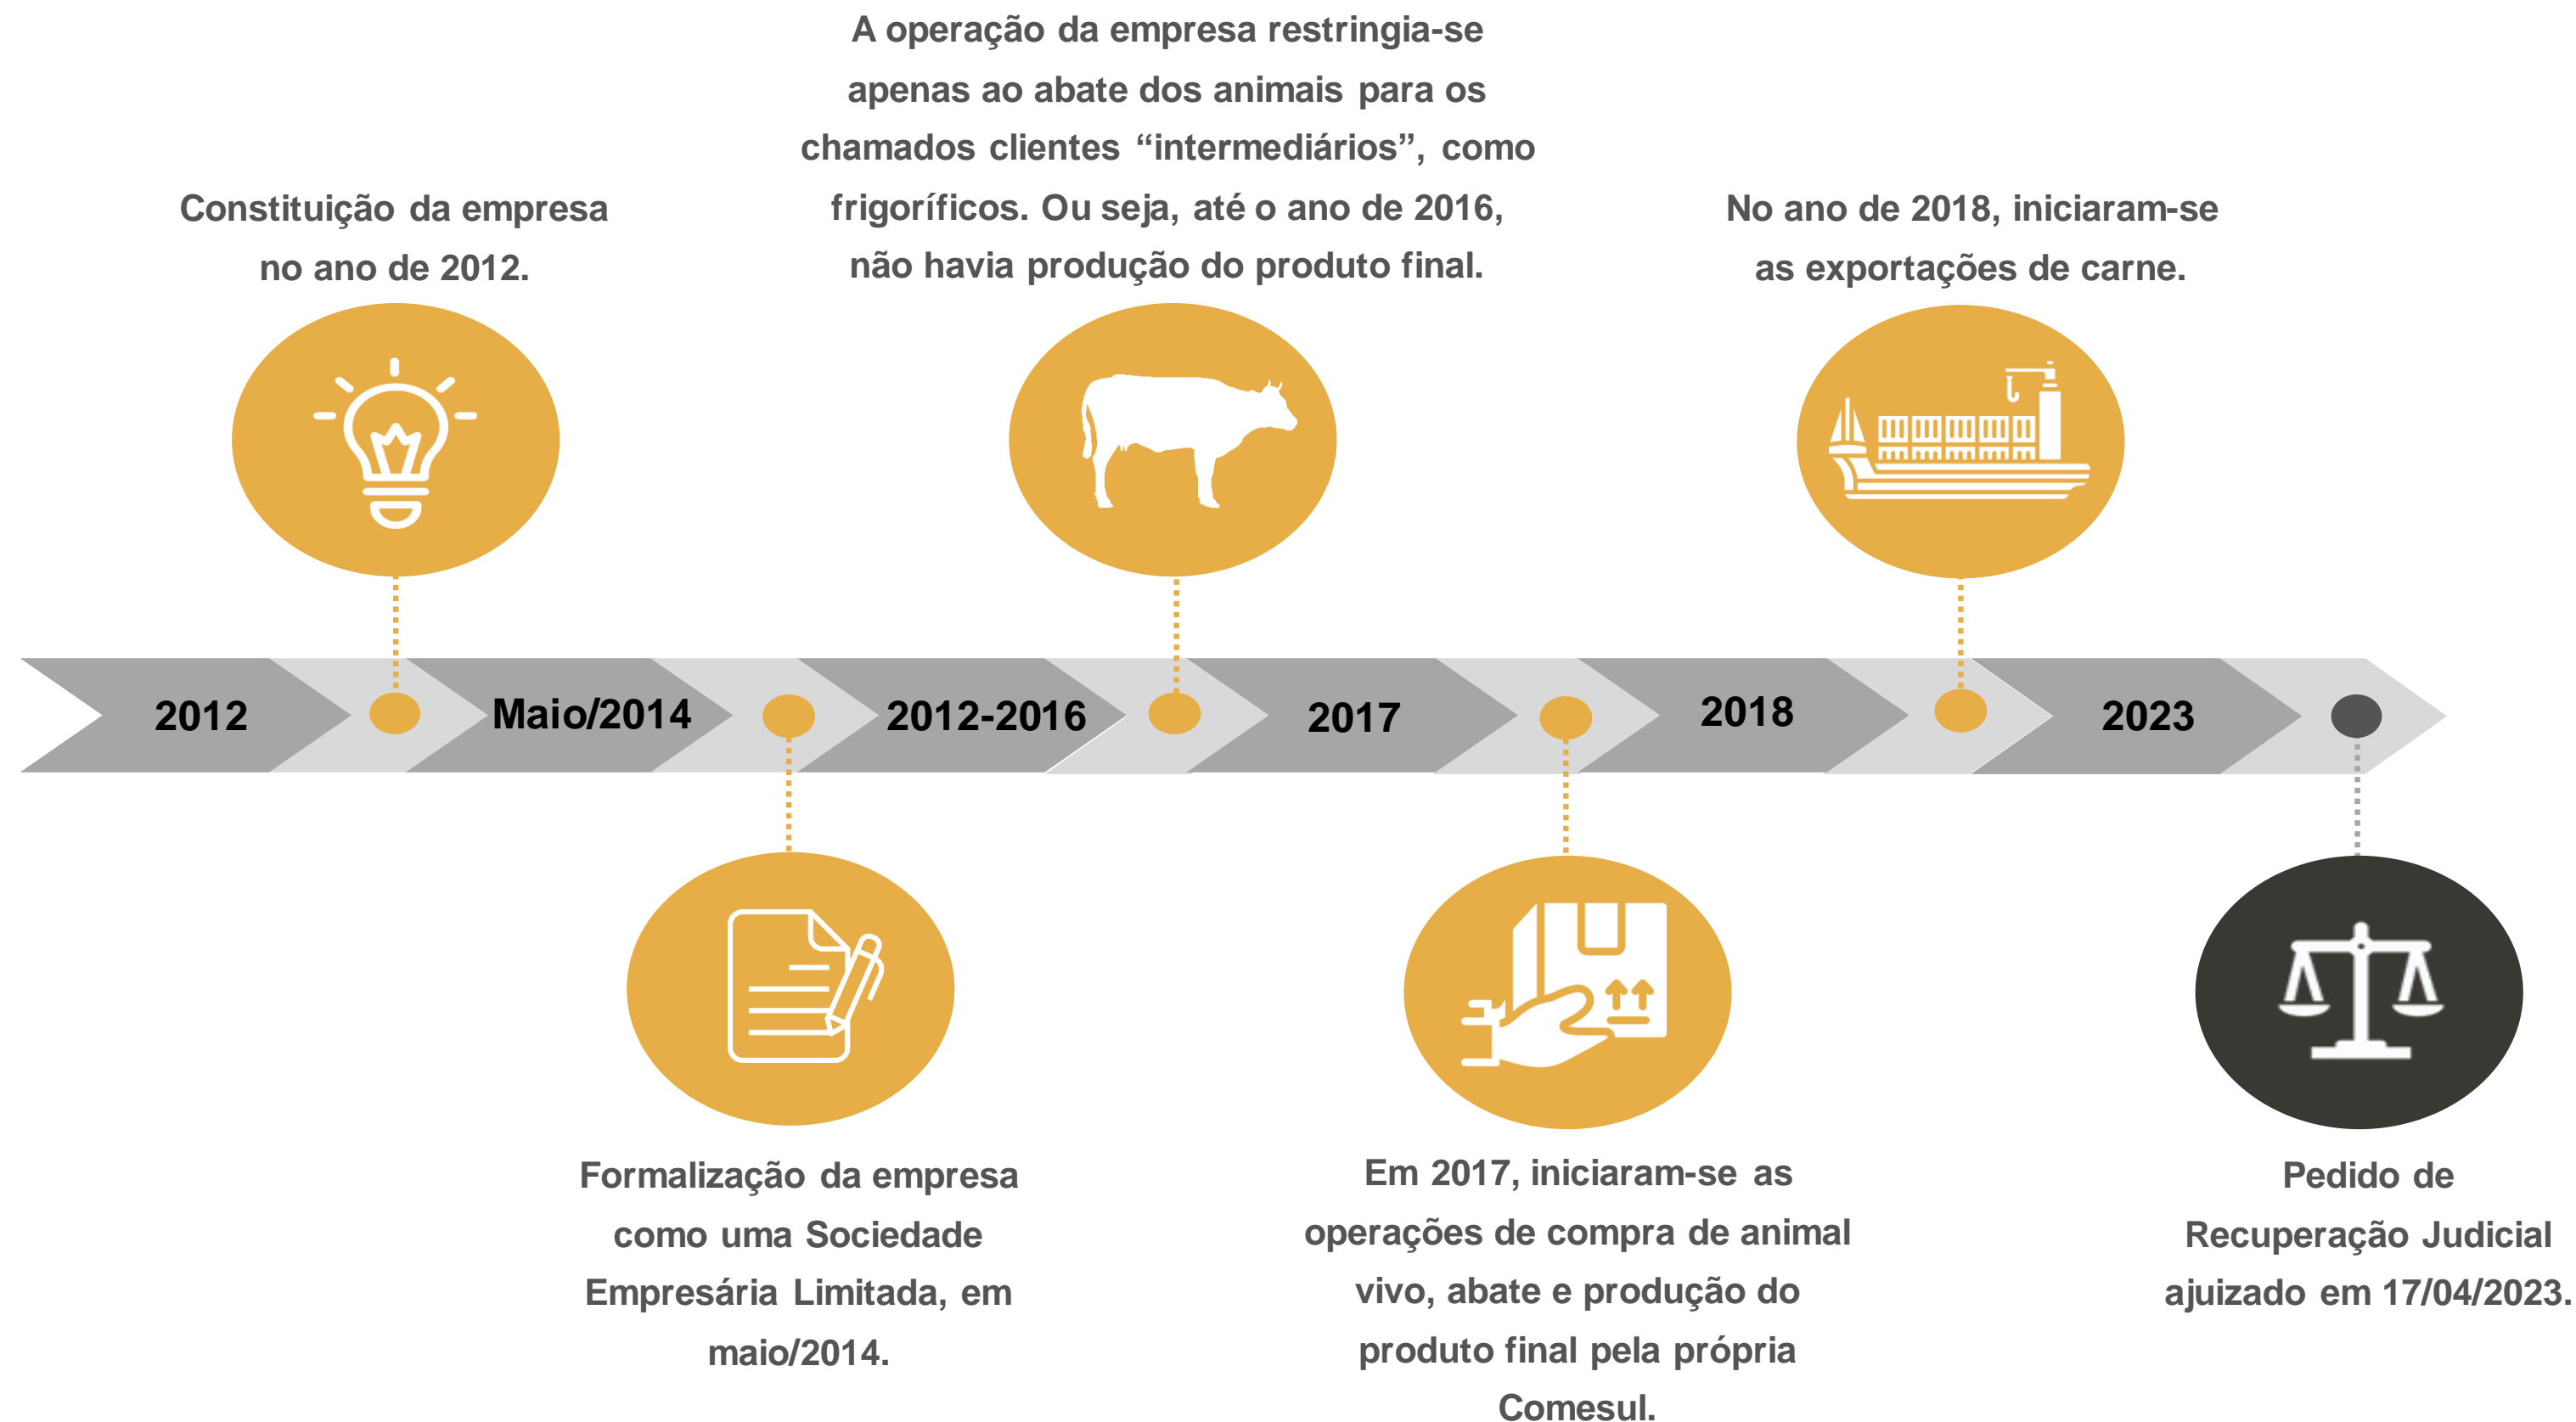 A operação da empresa restringia-se
apenas ao abate dos animais para os
chamados clientes “intermediários”, como
frigoríficos. Ou seja, até o ano de 2016,
não havia produção do produto final.
Constituição da empresa
no ano de 2012.
No ano de 2018, iniciaram-se
as exportações de carne.
2012
Maio/2014
2012-2016
2017
2018
2023
Formalização da empresa
como uma Sociedade
Empresária Limitada, em
maio/2014.
Em 2017, iniciaram-se as
operações de compra de animal
vivo, abate e produção do
produto final pela própria
Comesul.
Pedido de
Recuperação Judicial
ajuizado em 17/04/2023.